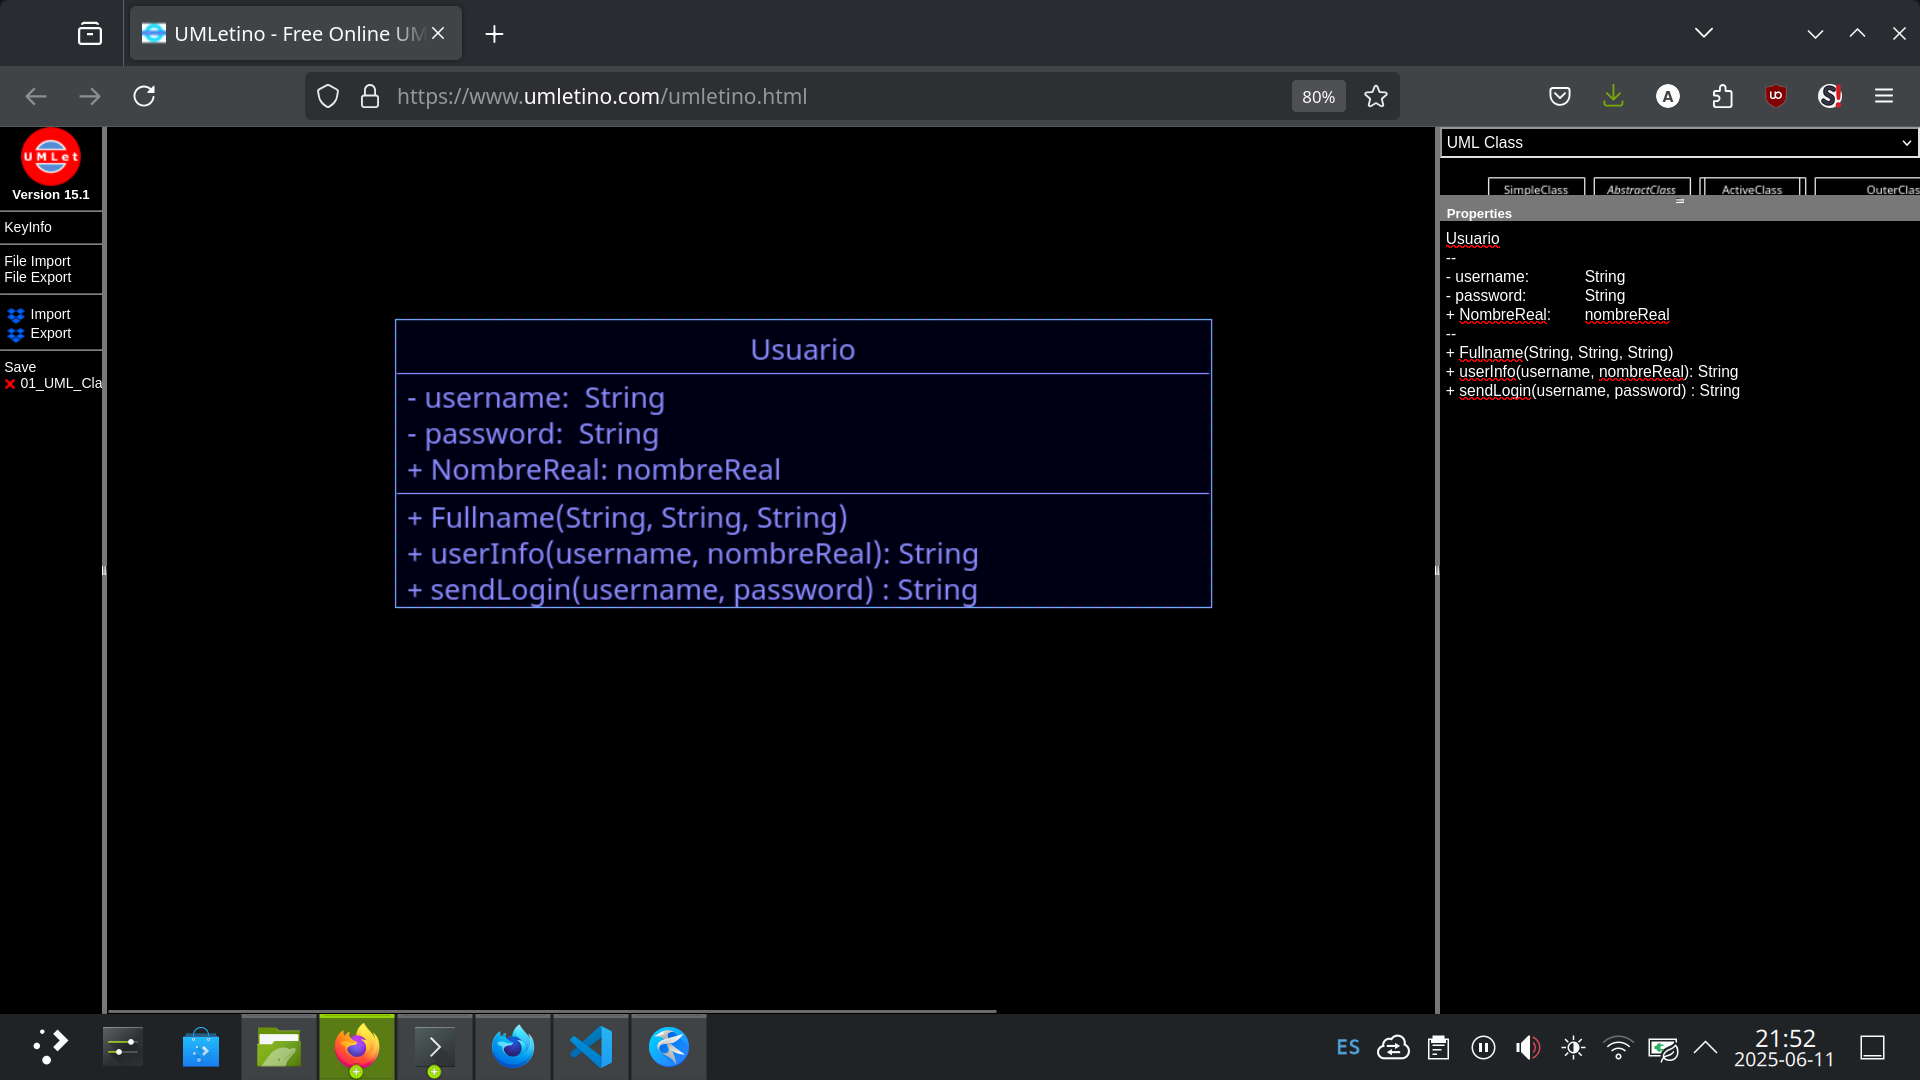 UMLetino - Free Online UM
https://www.umletino.com/umletino.html
80%
UMLet
Version 15.1
KeyInfo
File Import
File Export
Import
Export
Save
01_UML_Cla
Usuario
- username: String
- password: String
+ NombreReal: nombreReal
+ Fullname(String, String, String)
+ userInfo(username, nombreReal): String
+ sendLogin(username, password) : String
UML Class
SimpleClass
AbstractClass
ActiveClass
OuterClas
Properties
Usuario
--
- username: String
- password: String
+ NombreReal: nombreReal
--
+ Fullname(String, String, String)
+ userInfo(username, nombreReal): String
+ sendLogin(username, password) : String
ES
21:52
2025-06-11